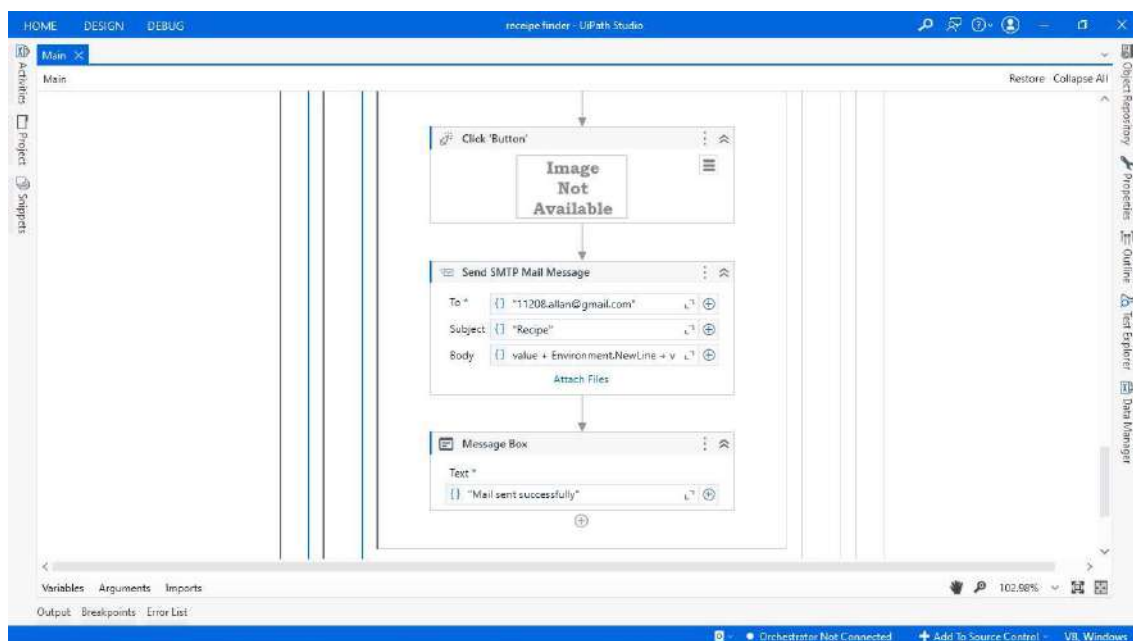 HOME DESIGN DEBUG receipe finder - UiPath Studio
Main
Main Restore Collapse All
Activities
Project
Snippets
Click 'Button'
Image
Not
Available
Send SMTP Mail Message
To * "11208.allan@gmail.com"
Subject "Recipe"
Body value + Environment.NewLine + v
Attach Files
Message Box
Text *
"Mail sent successfully"
Object Repository
Properties
Outline
Test Explorer
Data Manager
Variables Arguments Imports 102.98%
Output Breakpoints Error List
Orchestrator Not Connected Add To Source Control VB, Windows